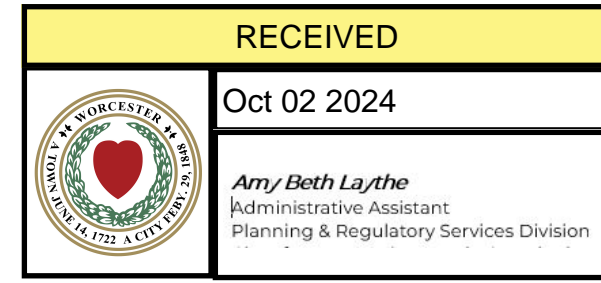 RECEIVED
WORCESTER
A TOWN JUNE 14, 1722 A CITY FEBY. 29, 1848
Oct 02 2024
Amy Beth Laythe
Administrative Assistant
Planning & Regulatory Services Division